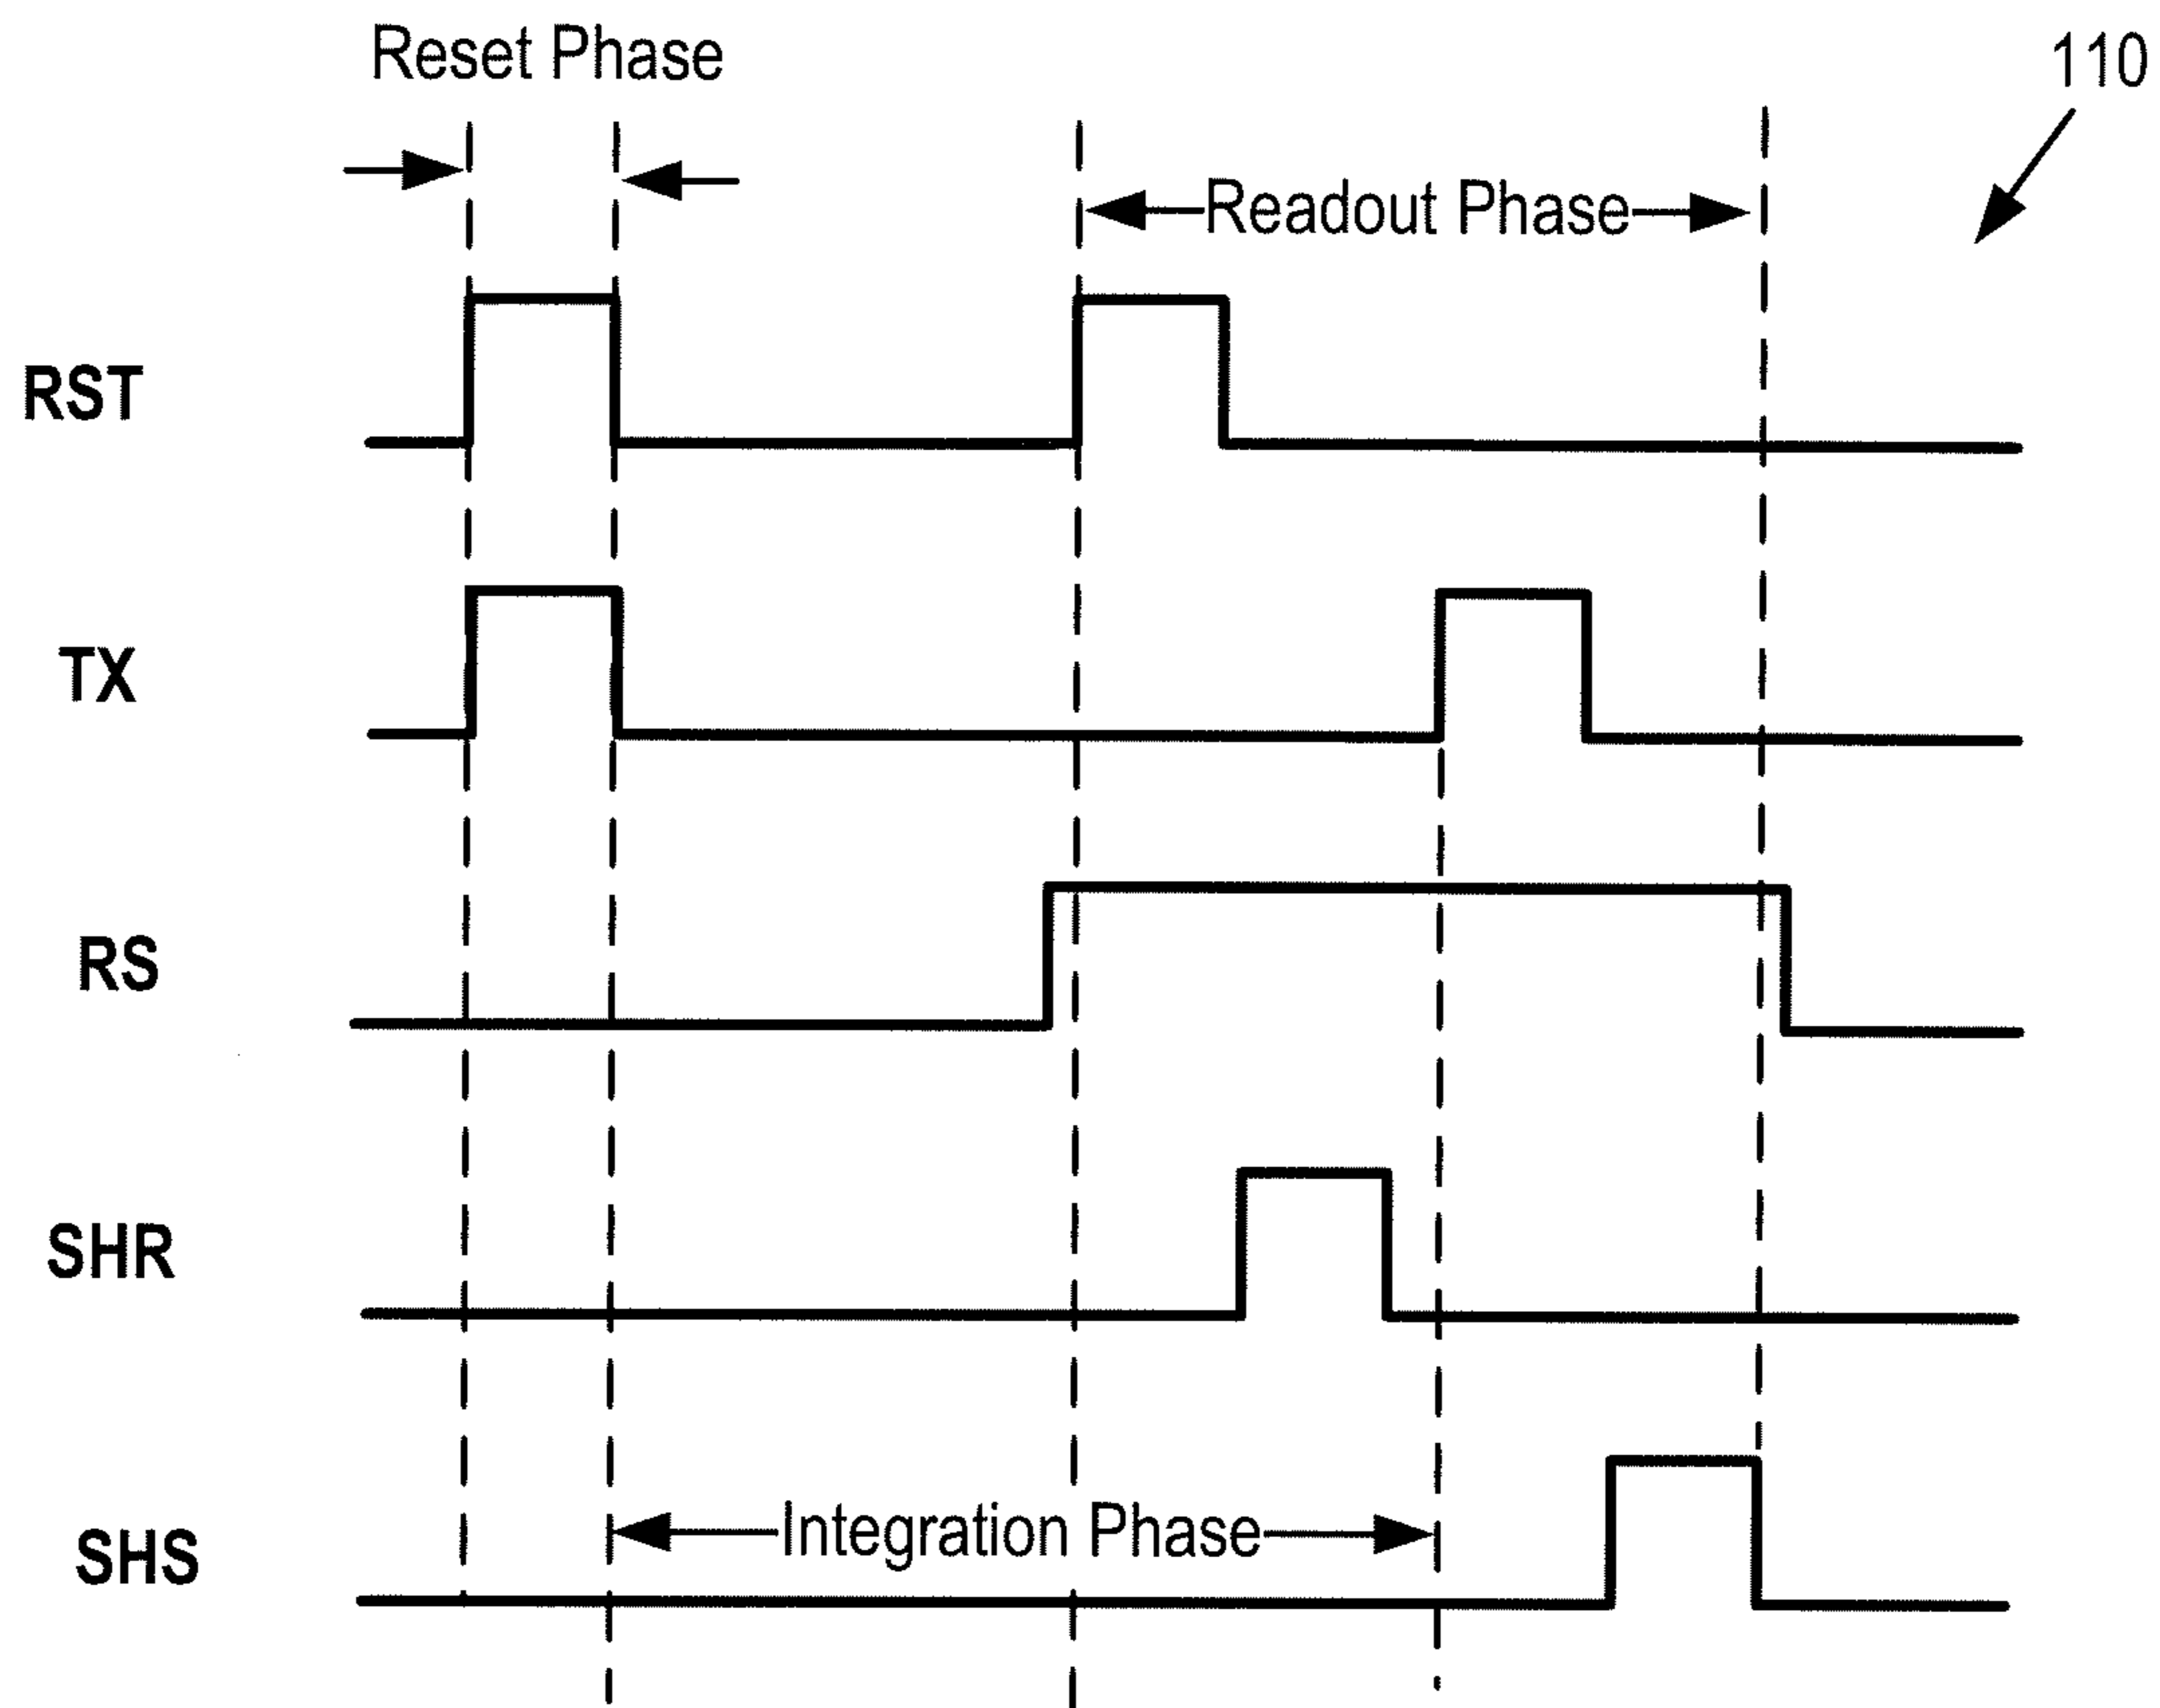 Reset Phase
110
Readout Phase
RST
TX
RS
SHR
Integration Phase
SHS